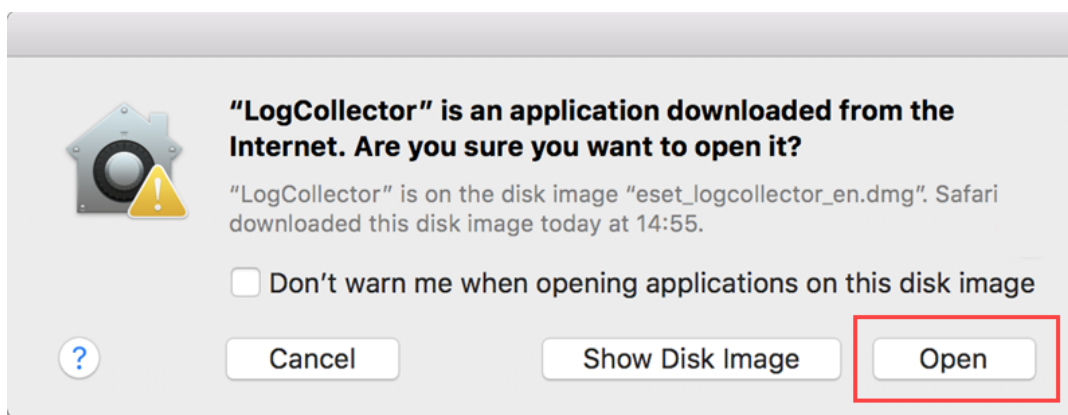 “LogCollector” is an application downloaded from the
Internet. Are you sure you want to open it?
“LogCollector” is on the disk image “eset_logcollector_en.dmg”. Safari
downloaded this disk image today at 14:55.
Don’t warn me when opening applications on this disk image
? Cancel Show Disk Image Open